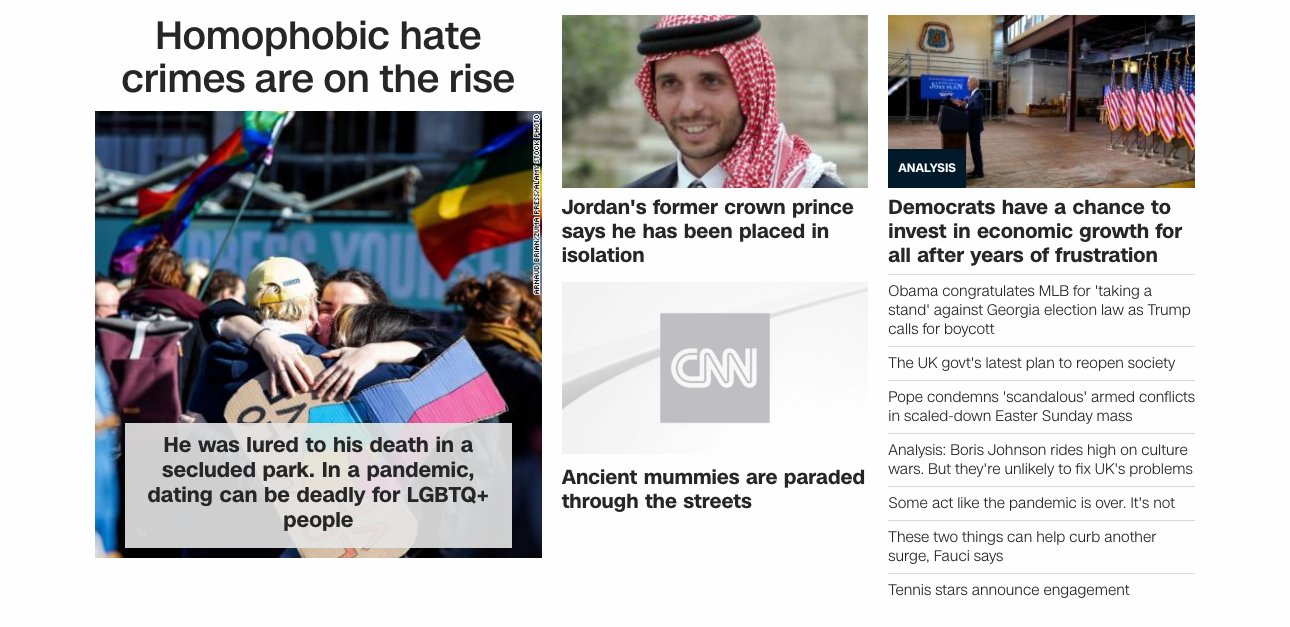 Homophobic hate
crimes are on the rise
ARNAUD BRIAN/ZUMA PRESS/ALAMY STOCK PHOTO
PRESS YOURSELF
He was lured to his death in a
secluded park. In a pandemic,
dating can be deadly for LGBTQ+
people
Jordan's former crown prince
says he has been placed in
isolation
CNN
Ancient mummies are paraded
through the streets
JOBS PLAN
ANALYSIS
Democrats have a chance to
invest in economic growth for
all after years of frustration
Obama congratulates MLB for 'taking a
stand' against Georgia election law as Trump
calls for boycott
The UK govt's latest plan to reopen society
Pope condemns 'scandalous' armed conflicts
in scaled-down Easter Sunday mass
Analysis: Boris Johnson rides high on culture
wars. But they're unlikely to fix UK's problems
Some act like the pandemic is over. It's not
These two things can help curb another
surge, Fauci says
Tennis stars announce engagement